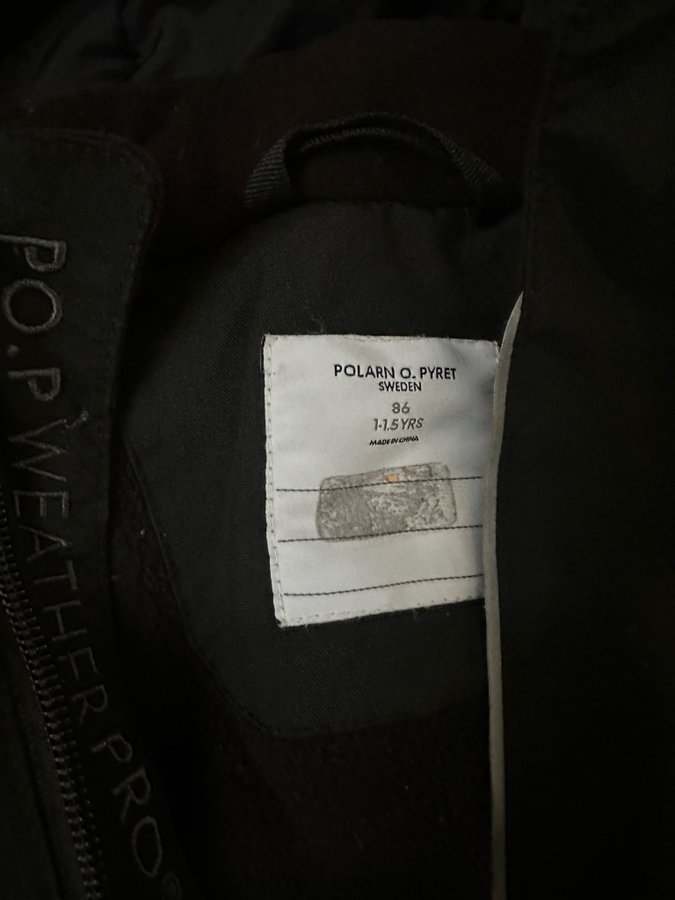 PO.P WEATHER PRO
POLARN O. PYRET
SWEDEN
86
1-1.5 YRS
MADE IN CHINA